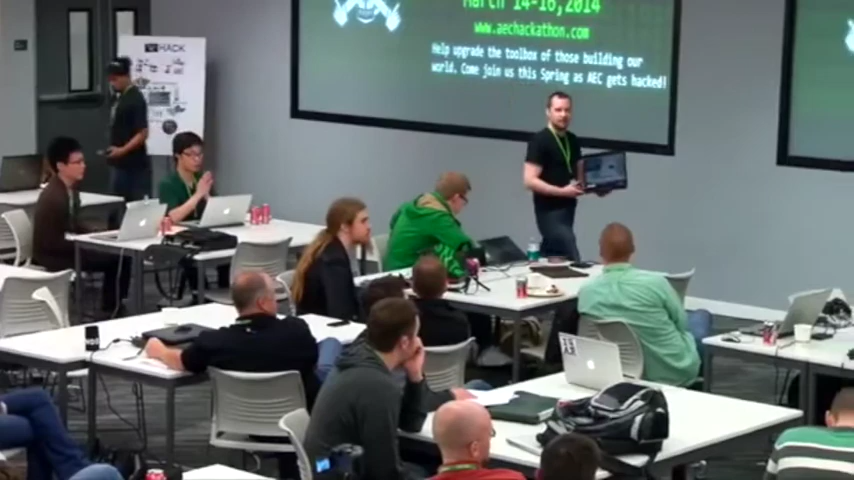 March 14-16, 2014
www.aechackathon.com
Help upgrade the toolbox of those building our
world. Come join us this Spring as AEC gets hacked!
HACK